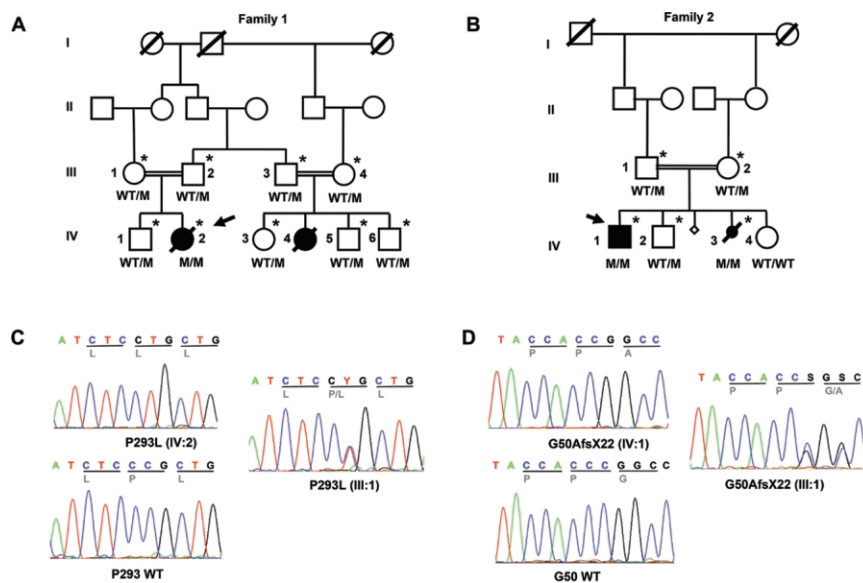 A
Family 1
I
II
III
1 * 2 * 3 * 4 *
WT/M WT/M WT/M WT/M
IV
1 * 2 * 3 * 4 5 * 6 *
WT/M M/M WT/M WT/M WT/M
B
Family 2
I
II
III
1 * 2 *
WT/M WT/M
IV
1 * 2 * 3 * 4
M/M WT/M M/M WT/WT
C
A T C T C C T G C T G
L L L
P293L (IV:2)
A T C T C C Y G C T G
L P/L L
P293L (III:1)
A T C T C C C G C T G
L P L
P293 WT
D
T A C C A C C G G C C
P P A
G50AfsX22 (IV:1)
T A C C A C C S G S C
P P G/A
G50AfsX22 (III:1)
T A C C A C C C G G C C
P P G
G50 WT